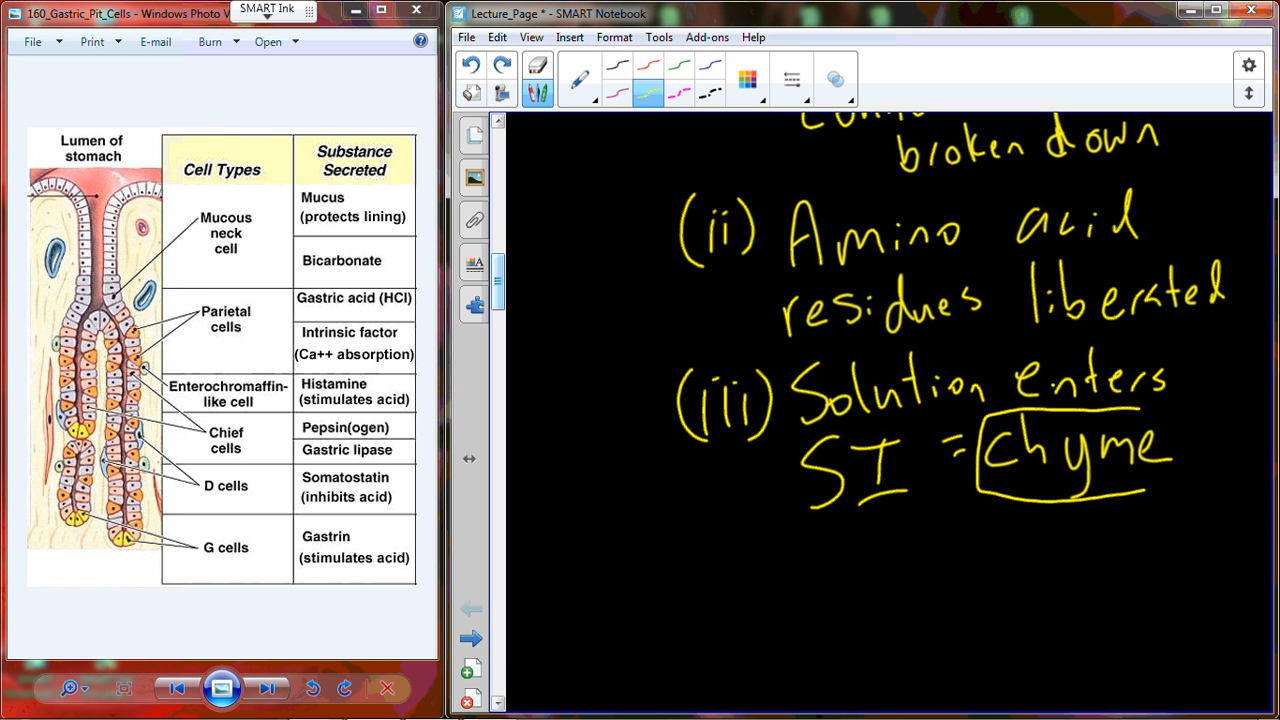 160_Gastric_Pit_Cells - Windows Photo V
SMART Ink
File Print E-mail Burn Open
Lumen of
stomach
Cell Types
Substance
Secreted
Mucous
neck
cell
Mucus
(protects lining)
Bicarbonate
Parietal
cells
Gastric acid (HCl)
Intrinsic factor
(Ca++ absorption)
Enterochromaffin-
like cell
Histamine
(stimulates acid)
Chief
cells
Pepsin(ogen)
Gastric lipase
D cells
Somatostatin
(inhibits acid)
G cells
Gastrin
(stimulates acid)
Lecture_Page * - SMART Notebook
File Edit View Insert Format Tools Add-ons Help
broken down
(ii) Amino acid
residues liberated
(iii) Solution enters
SI = chyme